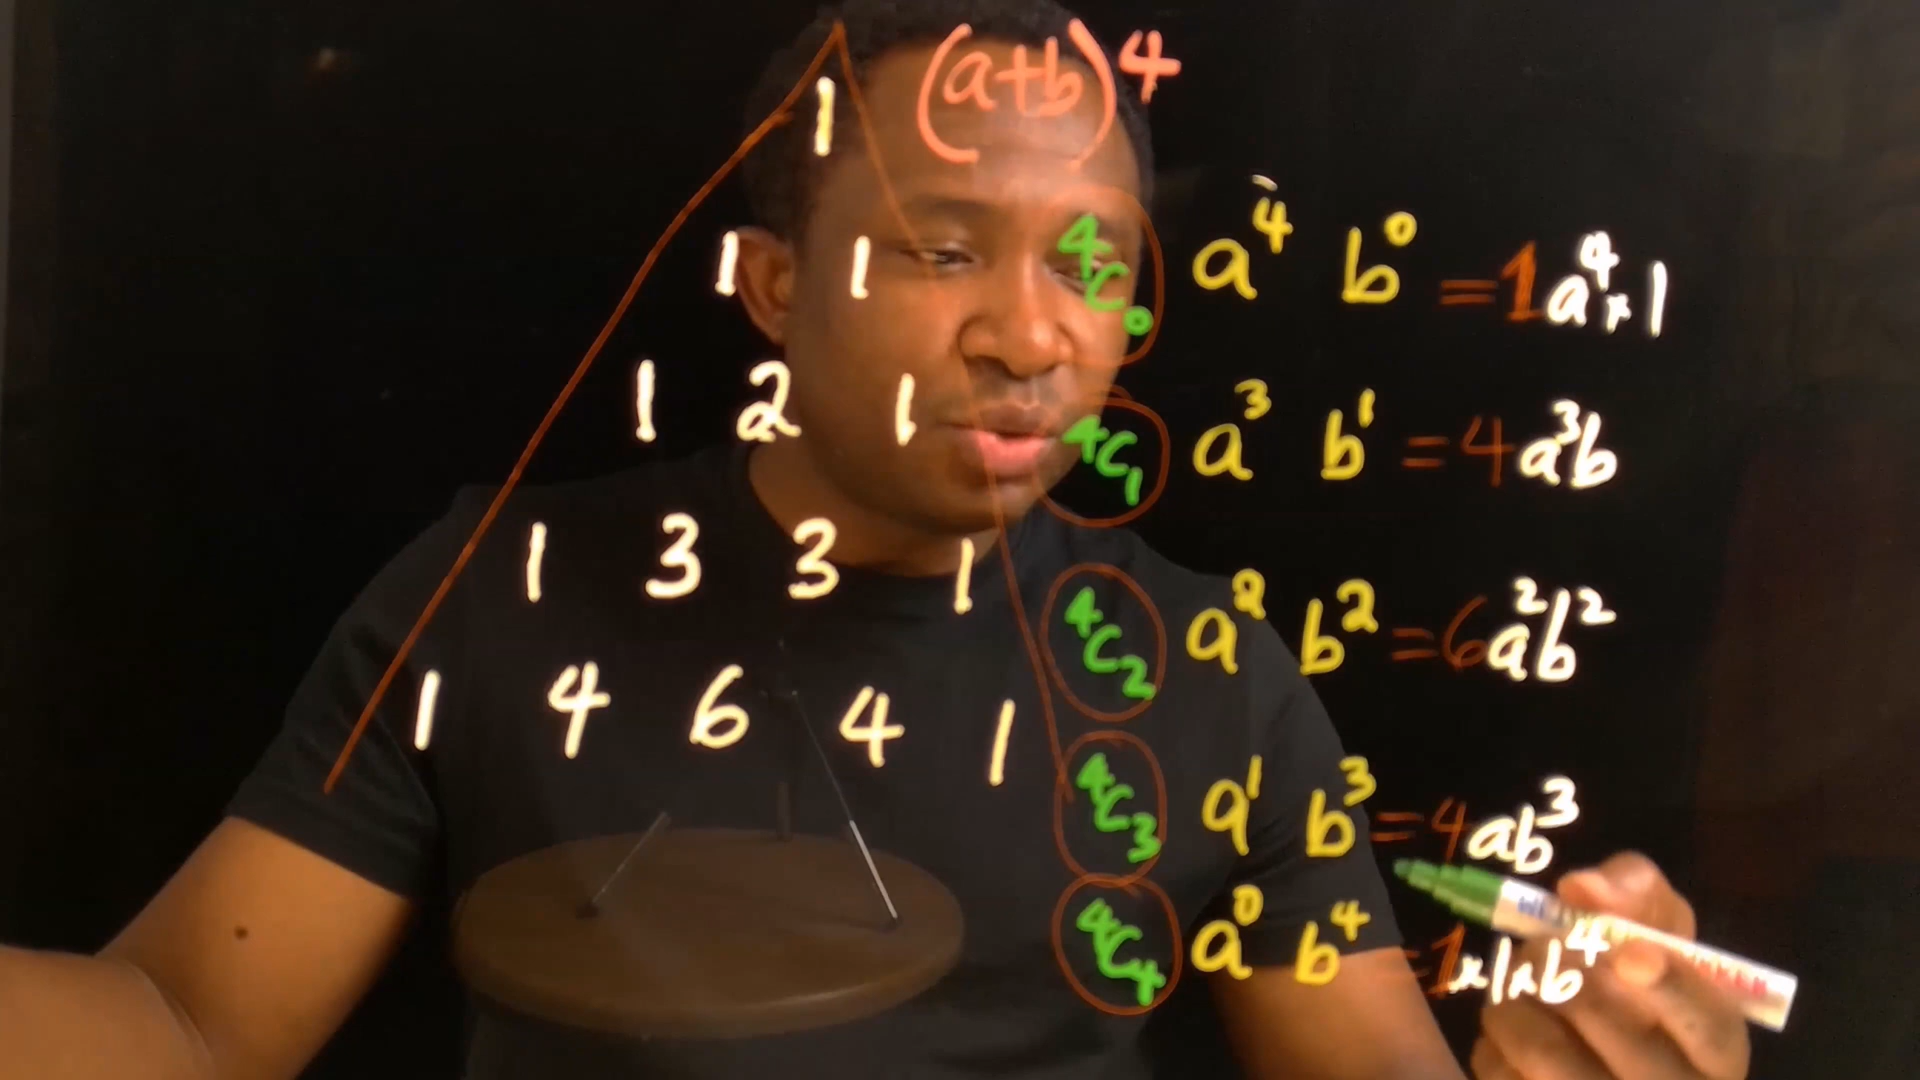 1 (a+b)⁴
1 1
1 2 1
1 3 3 1
1 4 6 4 1
⁴C₀ a⁴ b⁰ = 1a⁴×1
⁴C₁ a³ b¹ = 4a³b
⁴C₂ a² b² = 6a²b²
⁴C₃ a¹ b³ = 4ab³
⁴C₄ a⁰ b⁴ = 1×1×b⁴